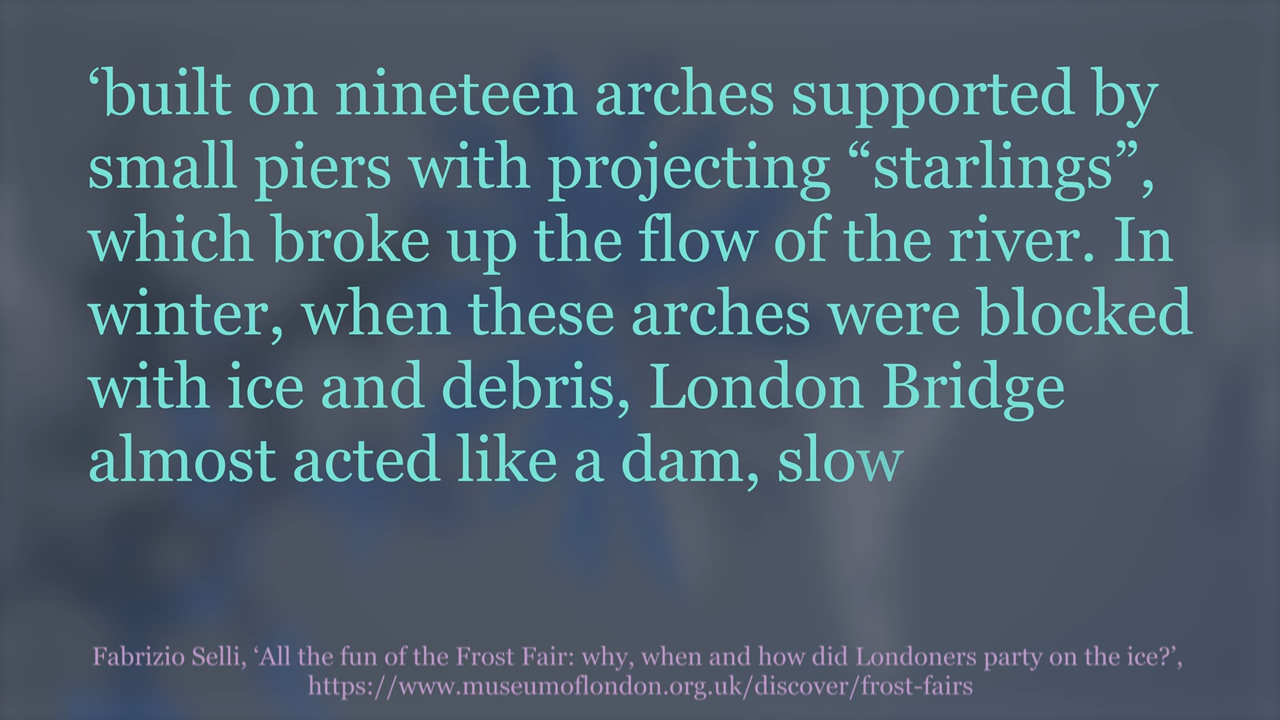 ‘built on nineteen arches supported by
small piers with projecting “starlings”,
which broke up the flow of the river. In
winter, when these arches were blocked
with ice and debris, London Bridge
almost acted like a dam, slow
Fabrizio Selli, ‘All the fun of the Frost Fair: why, when and how did Londoners party on the ice?’,
https://www.museumoflondon.org.uk/discover/frost-fairs